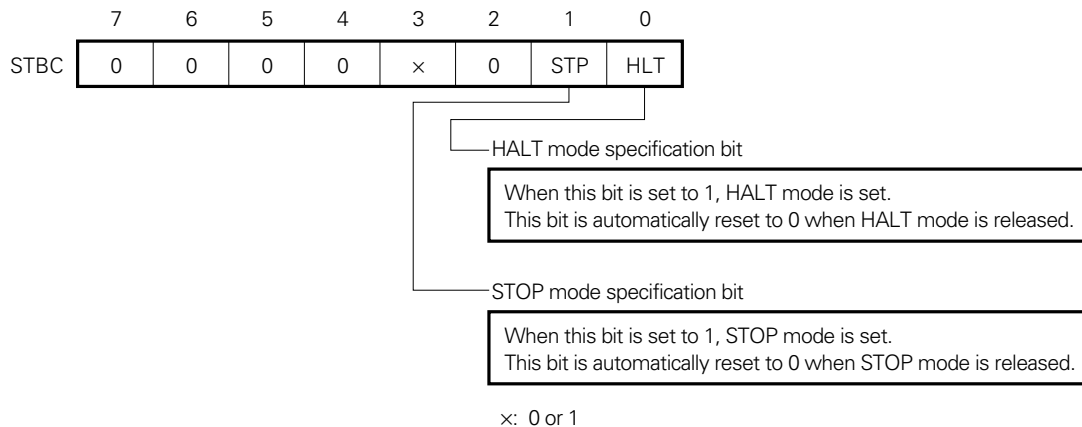 7 6 5 4 3 2 1 0
STBC 0 0 0 0 × 0 STP HLT
HALT mode specification bit
When this bit is set to 1, HALT mode is set.
This bit is automatically reset to 0 when HALT mode is released.
STOP mode specification bit
When this bit is set to 1, STOP mode is set.
This bit is automatically reset to 0 when STOP mode is released.
×: 0 or 1